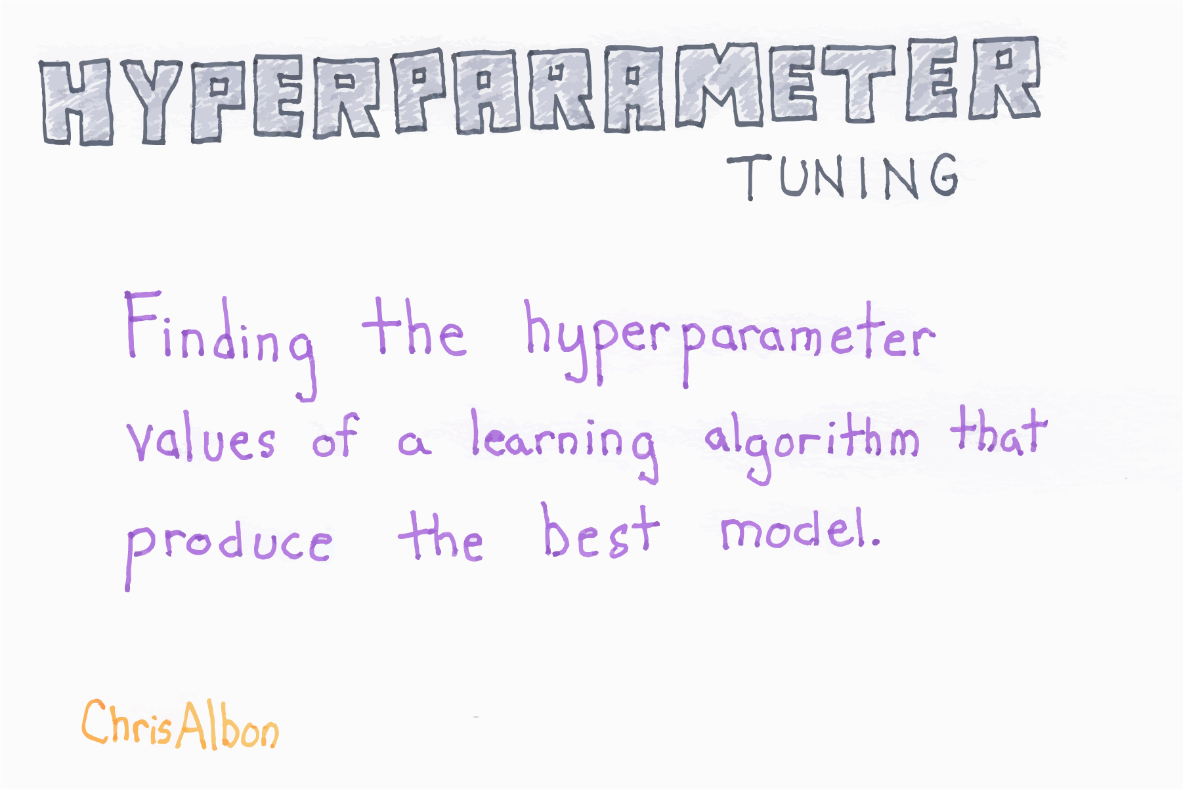 HYPERPARAMETER
TUNING
Finding the hyperparameter
values of a learning algorithm that
produce the best model.
ChrisAlbon